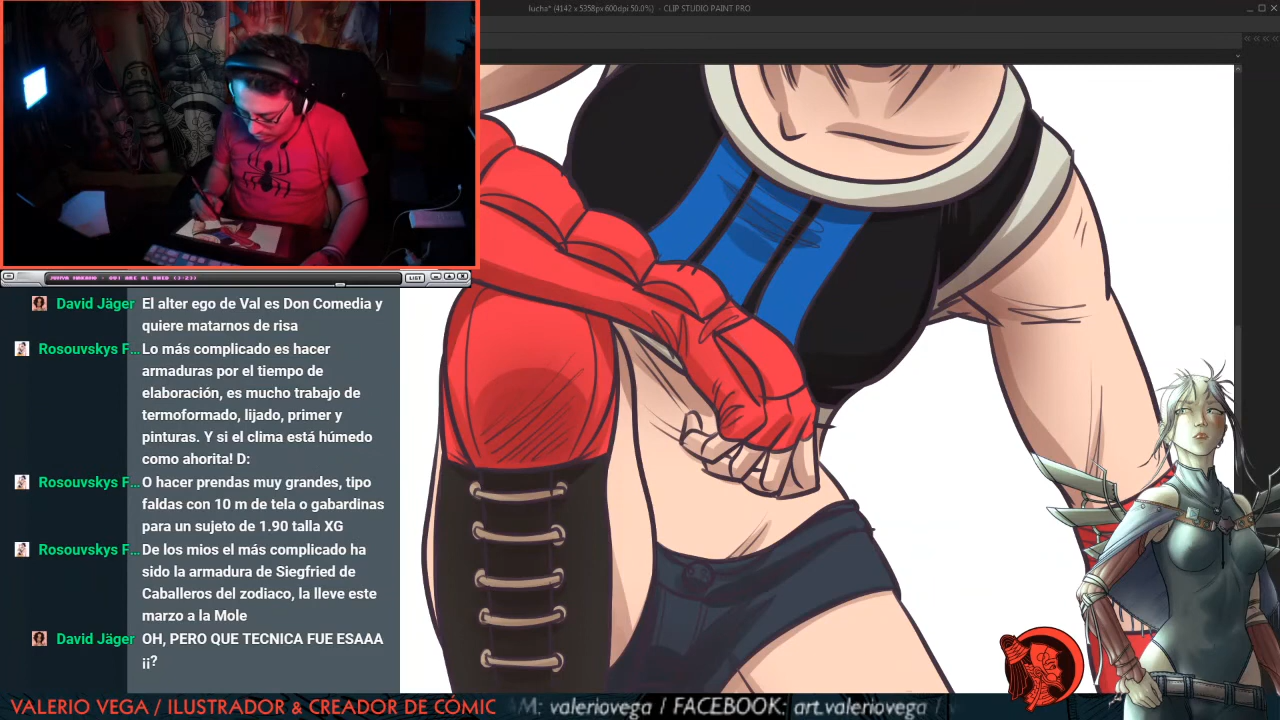 lucha* (4142 x 5358px 600dpi 50.0%) - CLIP STUDIO PAINT PRO
LIST
David Jäger El alter ego de Val es Don Comedia y
quiere matarnos de risa
Rosouvskys F... Lo más complicado es hacer
armaduras por el tiempo de
elaboración, es mucho trabajo de
termoformado, lijado, primer y
pinturas. Y si el clima está húmedo
como ahorita! D:
Rosouvskys F... O hacer prendas muy grandes, tipo
faldas con 10 m de tela o gabardinas
para un sujeto de 1.90 talla XG
Rosouvskys F... De los mios el más complicado ha
sido la armadura de Siegfried de
Caballeros del zodiaco, la lleve este
marzo a la Mole
David Jäger OH, PERO QUE TECNICA FUE ESAAA
¡¡?
VALERIO VEGA / ILUSTRADOR & CREADOR DE CÓMIC
AM: valeriovega / FACEBOOK: art.valeriovega /